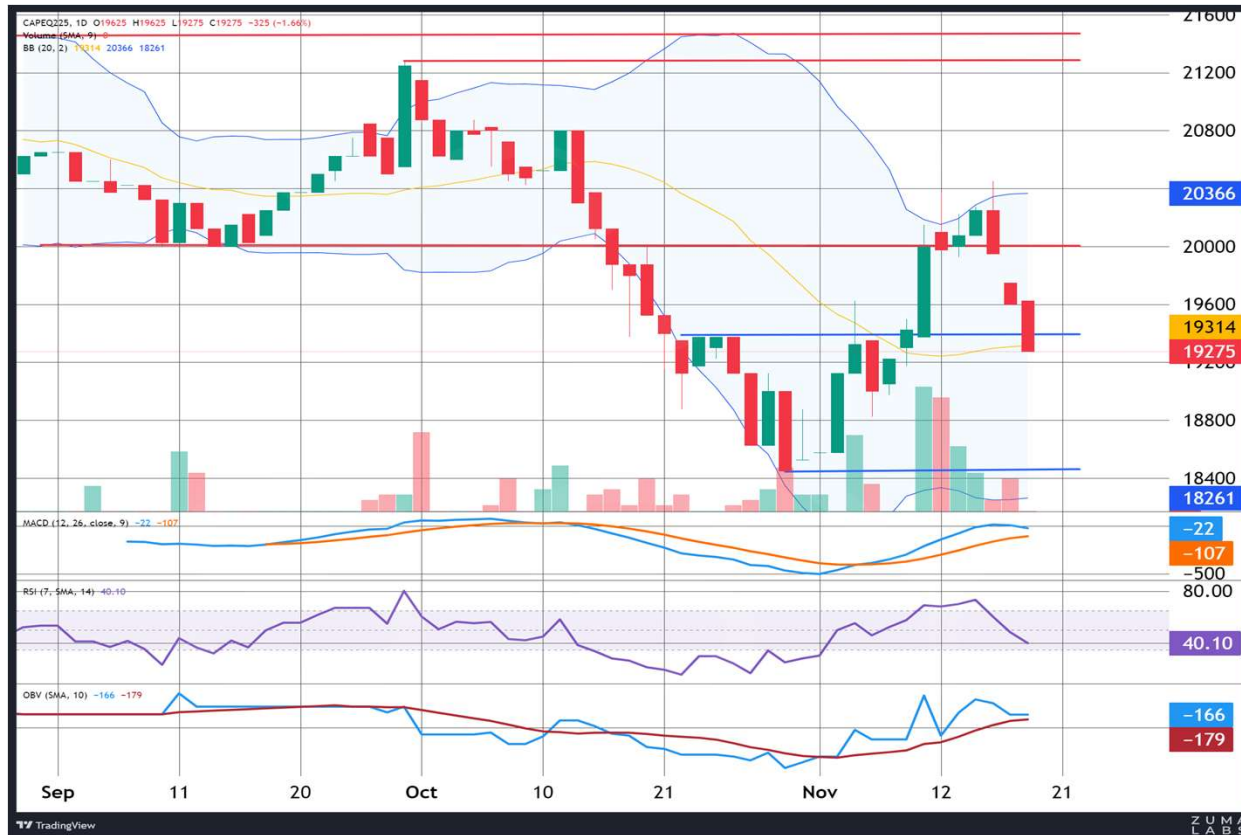 CAPEQ225, 1D O19625 H19625 L19275 C19275 −325 (−1.66%)
Volume (SMA, 9) 0
BB (20, 2) 19314 20366 18261
21600
21200
20800
20366
20000
19600
19314
19275
19200
18800
18400
18261
MACD (12, 26, close, 9) −22 −107
−22
−107
−500
RSI (7, SMA, 14) 40.10
80.00
40.10
OBV (SMA, 10) −166 −179
−166
−179
Sep 11 20 Oct 10 21 Nov 12 21
TradingView
ZUMA
LABS